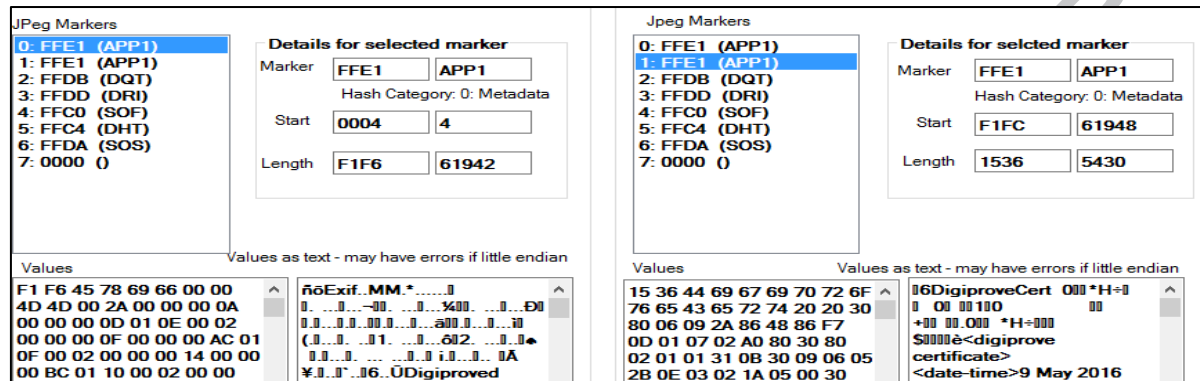 JPeg Markers
0: FFE1 (APP1)
1: FFE1 (APP1)
2: FFDB (DQT)
3: FFDD (DRI)
4: FFC0 (SOF)
5: FFC4 (DHT)
6: FFDA (SOS)
7: 0000 ()
Details for selected marker
Marker FFE1 APP1
Hash Category: 0: Metadata
Start 0004 4
Length F1F6 61942
Values
Values as text - may have errors if little endian
F1 F6 45 78 69 66 00 00
4D 4D 00 2A 00 00 00 0A
00 00 00 0D 01 0E 00 02
00 00 00 0F 00 00 00 AC 01
0F 00 02 00 00 00 14 00 00
00 BC 01 10 00 02 00 00
ñöExif..MM.*......
Digiproved
Jpeg Markers
0: FFE1 (APP1)
1: FFE1 (APP1)
2: FFDB (DQT)
3: FFDD (DRI)
4: FFC0 (SOF)
5: FFC4 (DHT)
6: FFDA (SOS)
7: 0000 ()
Details for selcted marker
Marker FFE1 APP1
Hash Category: 0: Metadata
Start F1FC 61948
Length 1536 5430
Values
Values as text - may have errors if little endian
15 36 44 69 67 69 70 72 6F
76 65 43 65 72 74 20 20 30
80 06 09 2A 86 48 86 F7
0D 01 07 02 A0 80 30 80
02 01 01 31 0B 30 09 06 05
2B 0E 03 02 1A 05 00 30
6DigiproveCert
è<digiprove
certificate>
<date-time>9 May 2016